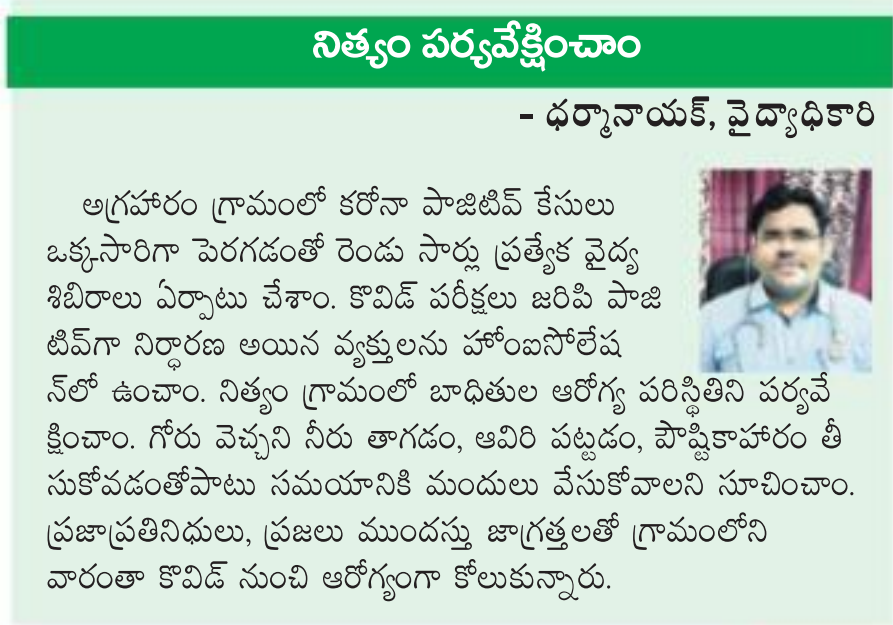 నిత్యం పర్యవేక్షించాం
- ధర్మానాయక్, వైద్యాధికారి
అగ్రహారం గ్రామంలో కరోనా పాజిటివ్ కేసులు
ఒక్కసారిగా పెరగడంతో రెండు సార్లు ప్రత్యేక వైద్య
శిబిరాలు ఏర్పాటు చేశాం. కొవిడ్ పరీక్షలు జరిపి పాజి
టివ్‌గా నిర్ధారణ అయిన వ్యక్తులను హోంఐసోలేష
న్‌లో ఉంచాం. నిత్యం గ్రామంలో బాధితుల ఆరోగ్య పరిస్థితిని పర్యవే
క్షించాం. గోరు వెచ్చని నీరు తాగడం, ఆవిరి పట్టడం, పౌష్టికాహారం తీ
సుకోవడంతోపాటు సమయానికి మందులు వేసుకోవాలని సూచించాం.
ప్రజాప్రతినిధులు, ప్రజలు ముందస్తు జాగ్రత్తలతో గ్రామంలోని
వారంతా కొవిడ్ నుంచి ఆరోగ్యంగా కోలుకున్నారు.